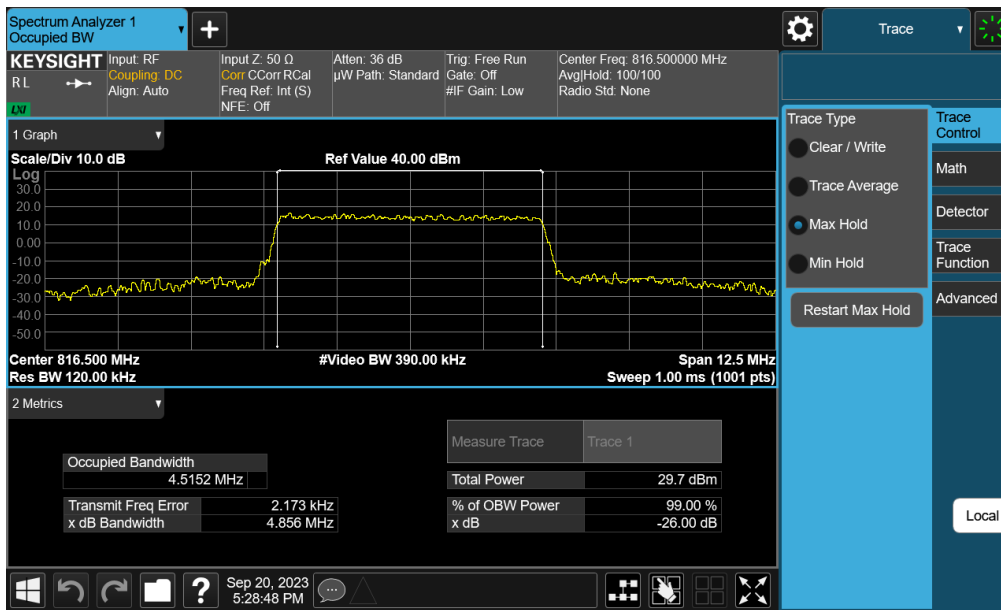 Spectrum Analyzer 1
Occupied BW
+
Trace
KEYSIGHT
R L
LXI
Input: RF
Coupling: DC
Align: Auto
Input Z: 50 Ω
Corr CCorr RCal
Freq Ref: Int (S)
NFE: Off
Atten: 36 dB
µW Path: Standard
Trig: Free Run
Gate: Off
#IF Gain: Low
Center Freq: 816.500000 MHz
Avg|Hold: 100/100
Radio Std: None
1 Graph
Scale/Div 10.0 dB
Ref Value 40.00 dBm
Log
30.0
20.0
10.0
0.00
-10.0
-20.0
-30.0
-40.0
-50.0
Center 816.500 MHz
#Video BW 390.00 kHz
Span 12.5 MHz
Res BW 120.00 kHz
Sweep 1.00 ms (1001 pts)
2 Metrics
Measure Trace Trace 1
Occupied Bandwidth
4.5152 MHz
Total Power 29.7 dBm
Transmit Freq Error 2.173 kHz
% of OBW Power 99.00 %
x dB Bandwidth 4.856 MHz
x dB -26.00 dB
Trace Type
Clear / Write
Trace Average
Max Hold
Min Hold
Restart Max Hold
Trace
Control
Math
Detector
Trace
Function
Advanced
Local
?
Sep 20, 2023
5:28:48 PM